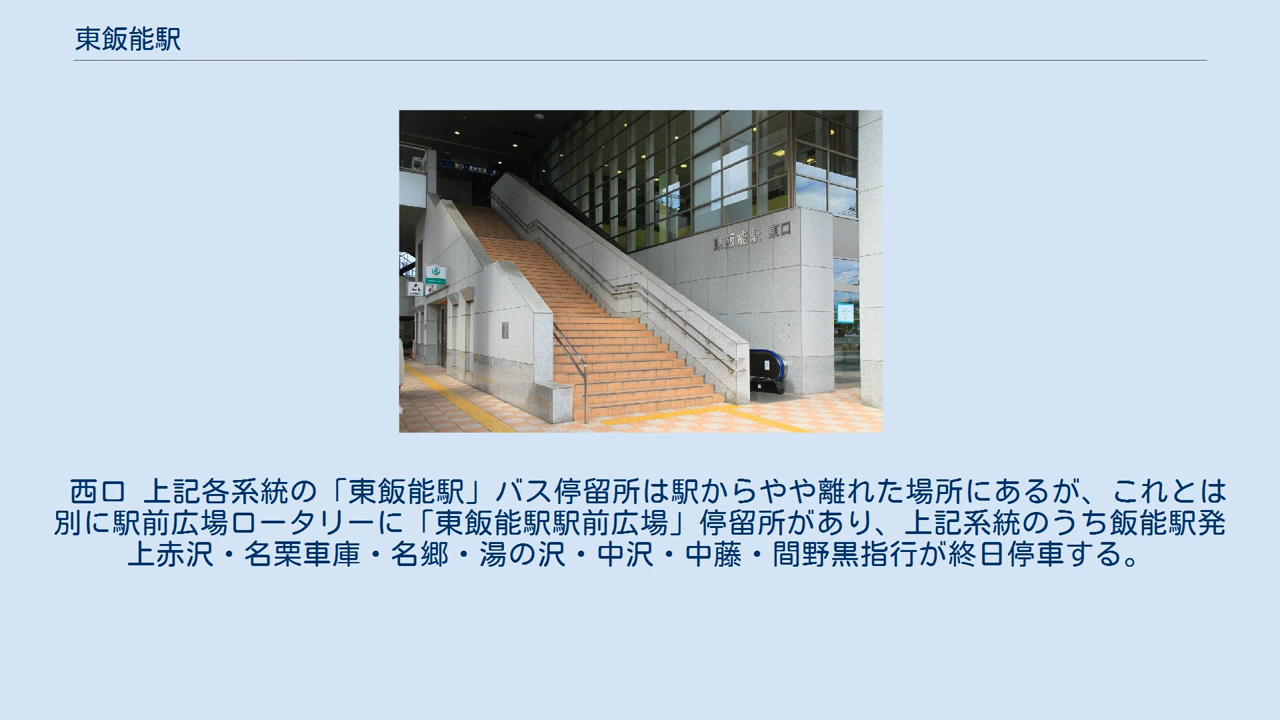 東飯能駅
東飯能駅 東口
西口 上記各系統の「東飯能駅」バス停留所は駅からやや離れた場所にあるが、これとは
別に駅前広場ロータリーに「東飯能駅駅前広場」停留所があり、上記系統のうち飯能駅発
上赤沢・名栗車庫・名郷・湯の沢・中沢・中藤・間野黒指行が終日停車する。